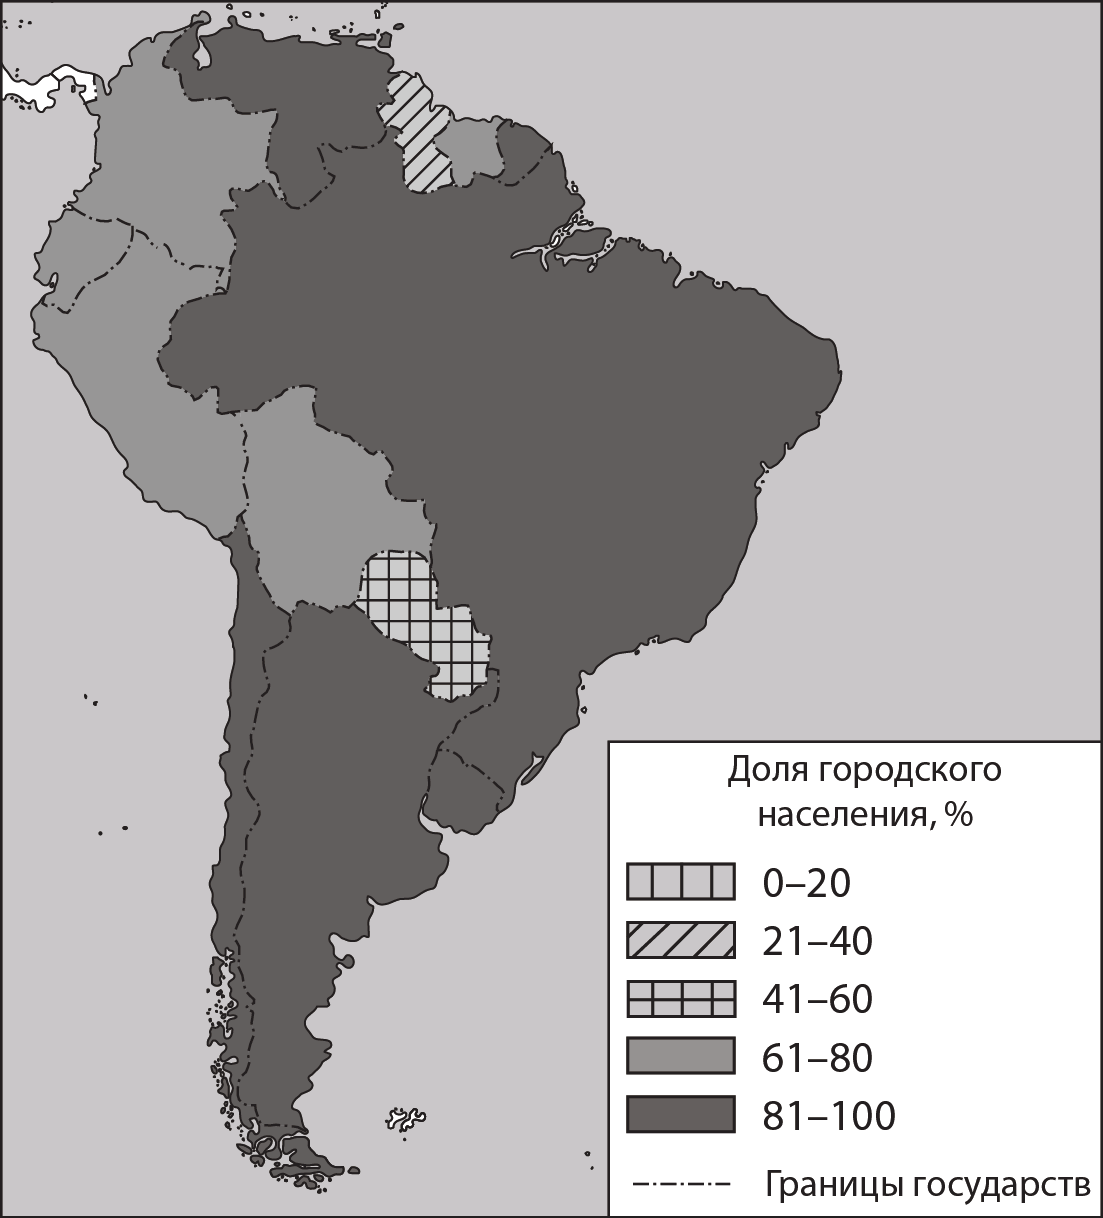 Доля городского
населения, %
0–20
21–40
41–60
61–80
81–100
Границы государств